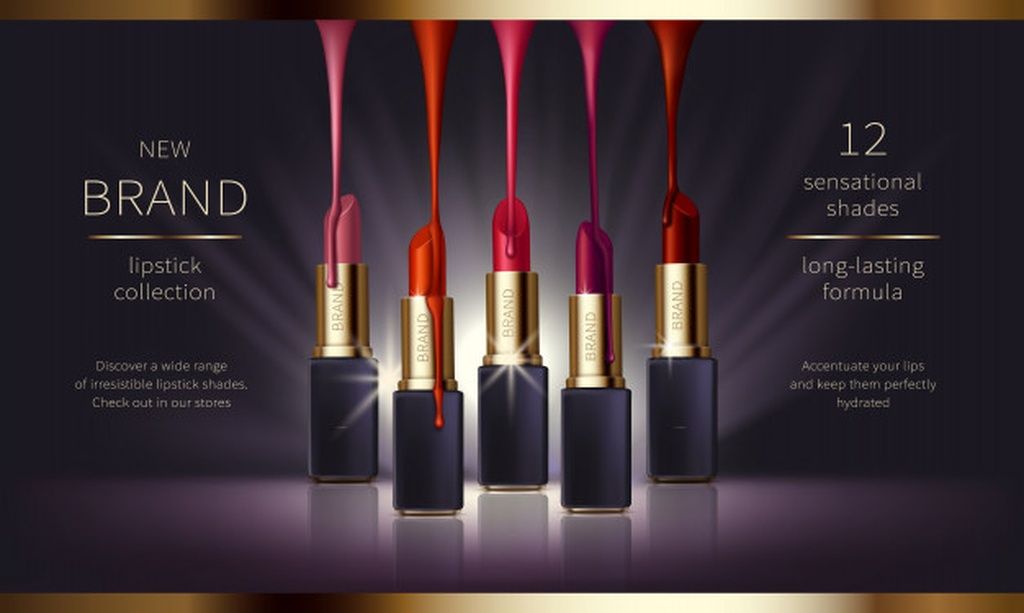 NEW
BRAND
lipstick
collection
Discover a wide range
of irresistible lipstick shades.
Check out in our stores
BRAND
BRAND
BRAND
BRAND
BRAND
12
sensational
shades
long-lasting
formula
Accentuate your lips
and keep them perfectly
hydrated